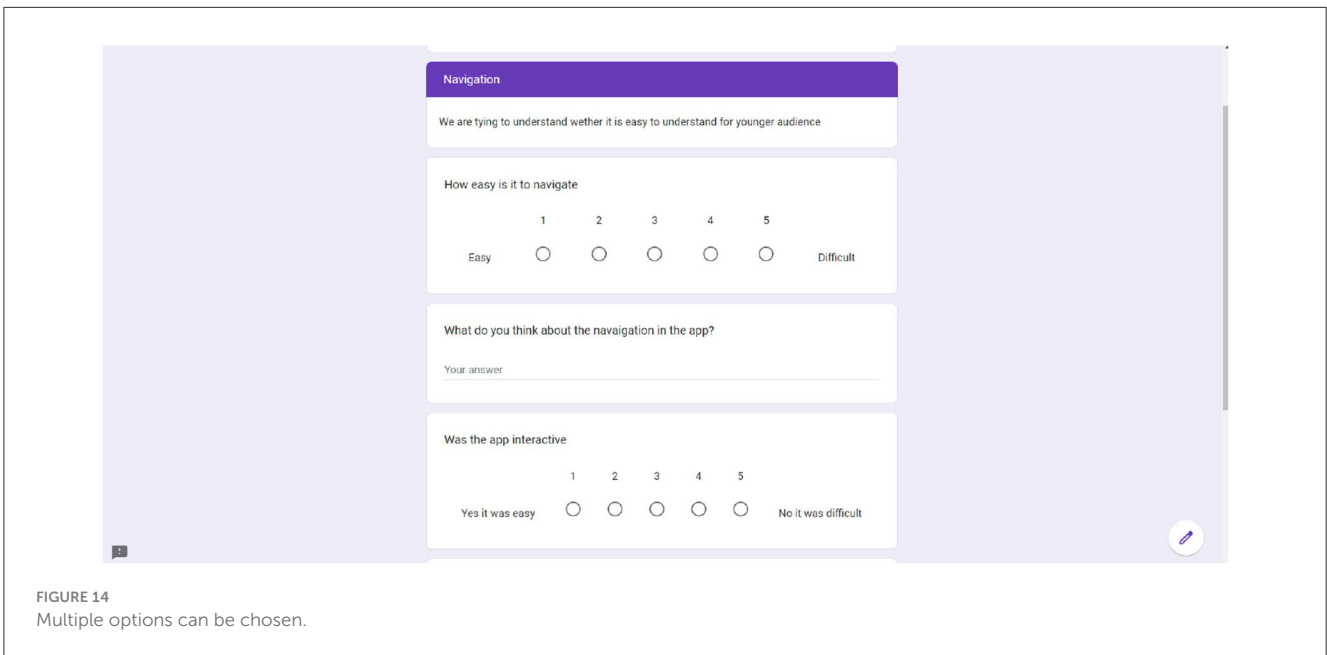 Navigation
We are tying to understand wether it is easy to understand for younger audience
How easy is it to navigate
1 2 3 4 5
Easy Difficult
What do you think about the navaigation in the app?
Your answer
Was the app interactive
1 2 3 4 5
Yes it was easy No it was difficult
FIGURE 14
Multiple options can be chosen.